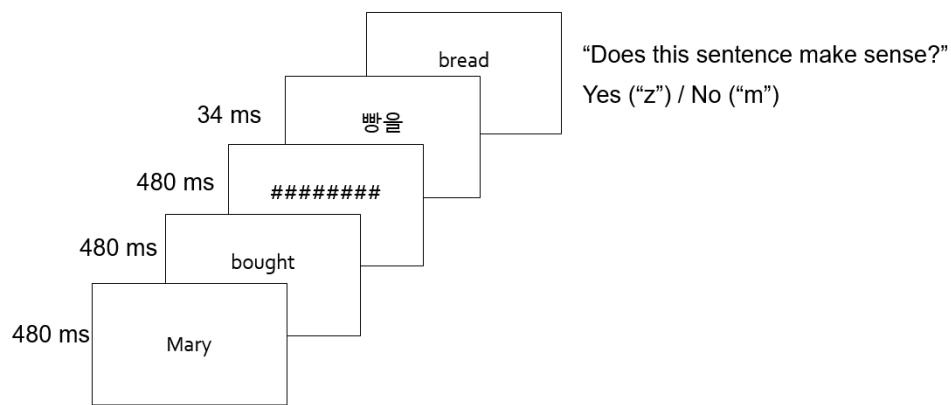 bread
“Does this sentence make sense?”
Yes (“z”) / No (“m”)
34 ms
빵을
480 ms
########
480 ms
bought
480 ms
Mary